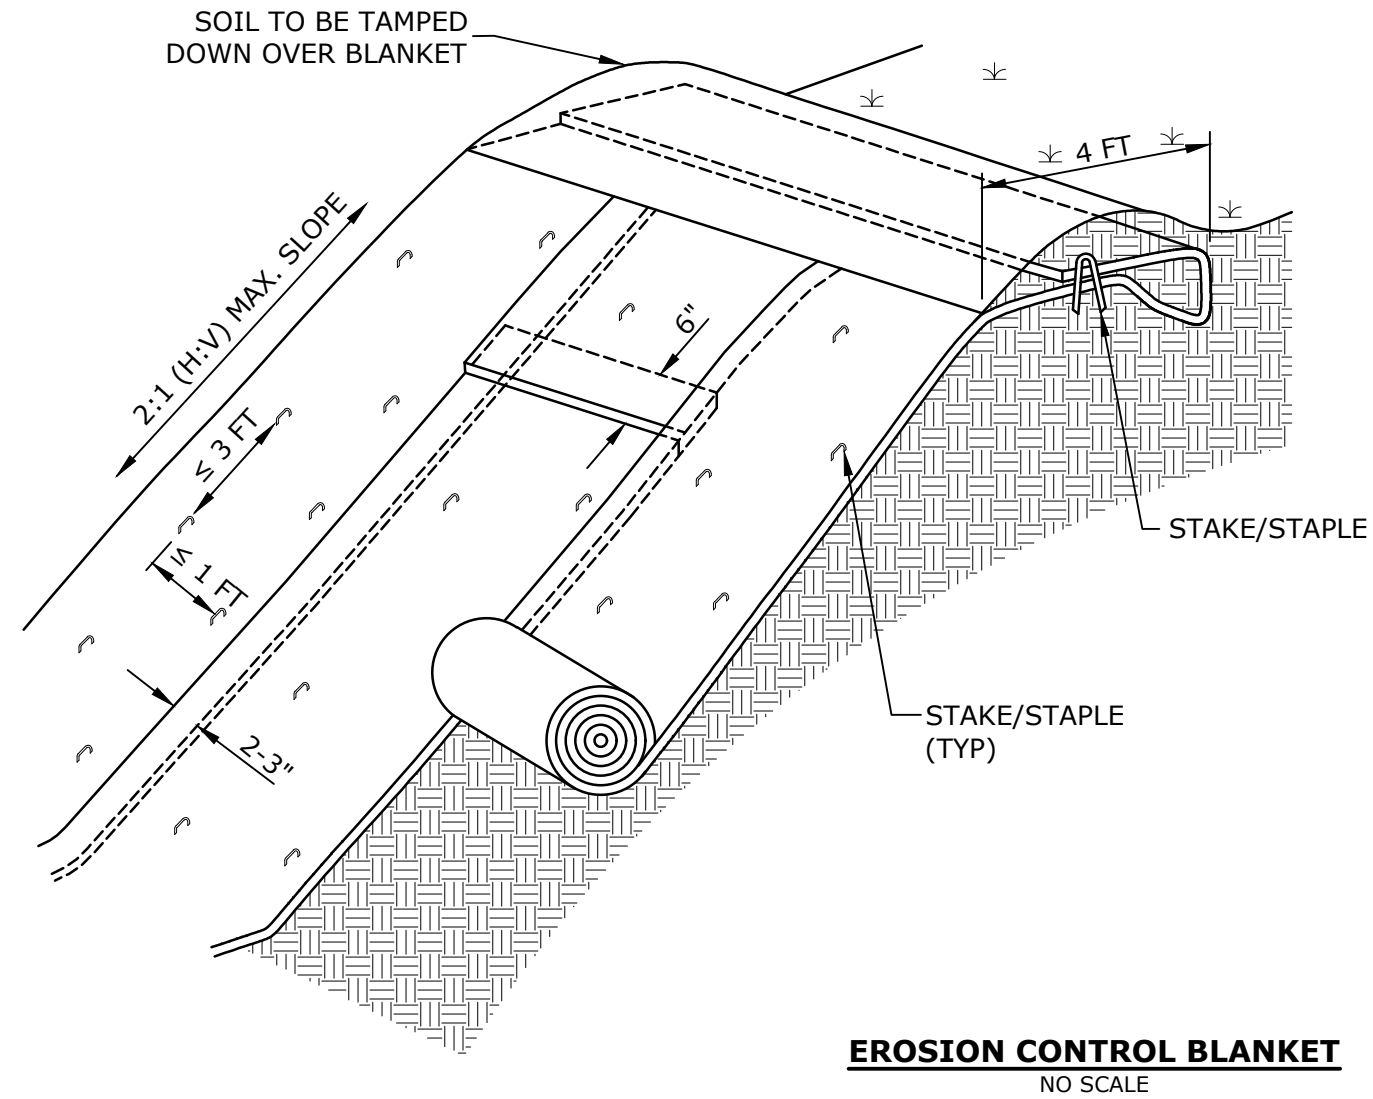 SOIL TO BE TAMPED
DOWN OVER BLANKET
4 FT
2:1 (H:V) MAX. SLOPE
6"
≤ 3 FT
≤ 1 FT
STAKE/STAPLE
STAKE/STAPLE
(TYP)
2-3"
EROSION CONTROL BLANKET
NO SCALE